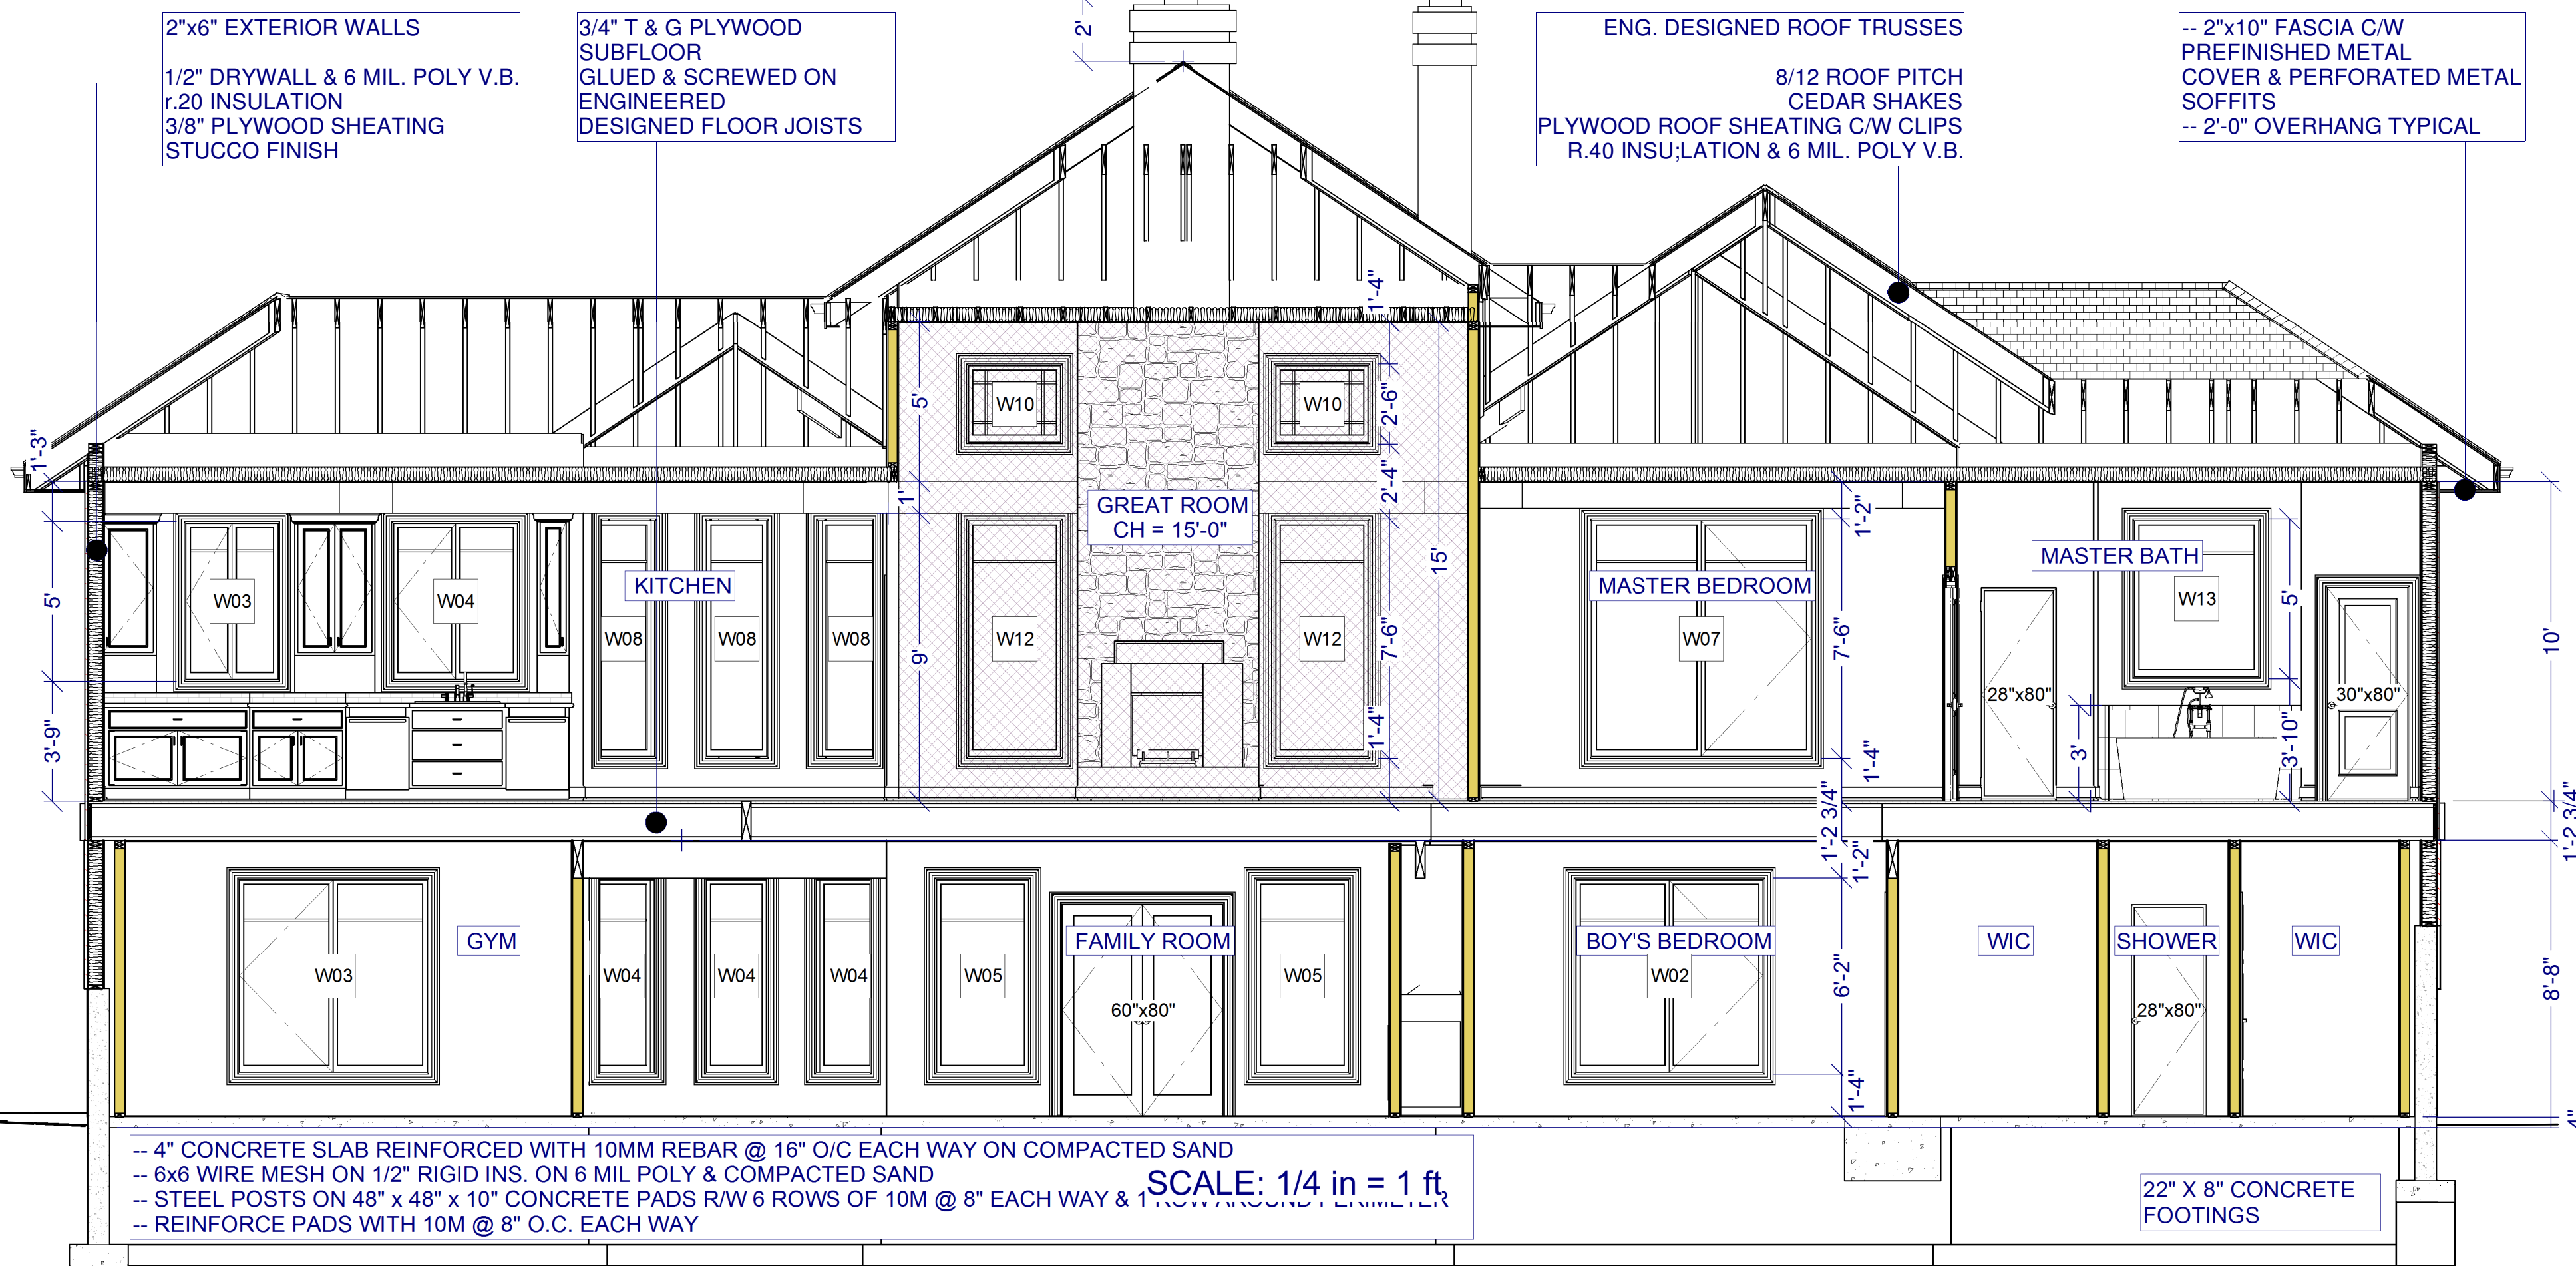 2"x6" EXTERIOR WALLS
1/2" DRYWALL & 6 MIL. POLY V.B.
r.20 INSULATION
3/8" PLYWOOD SHEATING
STUCCO FINISH
3/4" T & G PLYWOOD
SUBFLOOR
GLUED & SCREWED ON
ENGINEERED
DESIGNED FLOOR JOISTS
2'
ENG. DESIGNED ROOF TRUSSES
8/12 ROOF PITCH
CEDAR SHAKES
PLYWOOD ROOF SHEATING C/W CLIPS
R.40 INSU;LATION & 6 MIL. POLY V.B.
-- 2"x10" FASCIA C/W
PREFINISHED METAL
COVER & PERFORATED METAL
SOFFITS
-- 2'-0" OVERHANG TYPICAL
1'-3"
5'
3'-9"
W03
W04
KITCHEN
W08
W08
W08
5'
1'
9'
W10
W10
GREAT ROOM
CH = 15'-0"
W12
W12
1'-4"
2'-6"
2'-4"
7'-6"
1'-4"
15'
MASTER BEDROOM
W07
1'-2"
7'-6"
1'-4"
MASTER BATH
W13
28"x80"
30"x80"
5'
3'
3'-10"
10'
1'-2 3/4"
1'-2 3/4"
GYM
W03
W04
W04
W04
FAMILY ROOM
W05
W05
60"x80"
BOY'S BEDROOM
W02
1'-2"
6'-2"
1'-4"
WIC
SHOWER
28"x80"
WIC
8'-8"
4"
-- 4" CONCRETE SLAB REINFORCED WITH 10MM REBAR @ 16" O/C EACH WAY ON COMPACTED SAND
-- 6x6 WIRE MESH ON 1/2" RIGID INS. ON 6 MIL POLY & COMPACTED SAND
-- STEEL POSTS ON 48" x 48" x 10" CONCRETE PADS R/W 6 ROWS OF 10M @ 8" EACH WAY & 1 ROW AROUND PERIMETER
-- REINFORCE PADS WITH 10M @ 8" O.C. EACH WAY
SCALE: 1/4 in = 1 ft.
22" X 8" CONCRETE
FOOTINGS